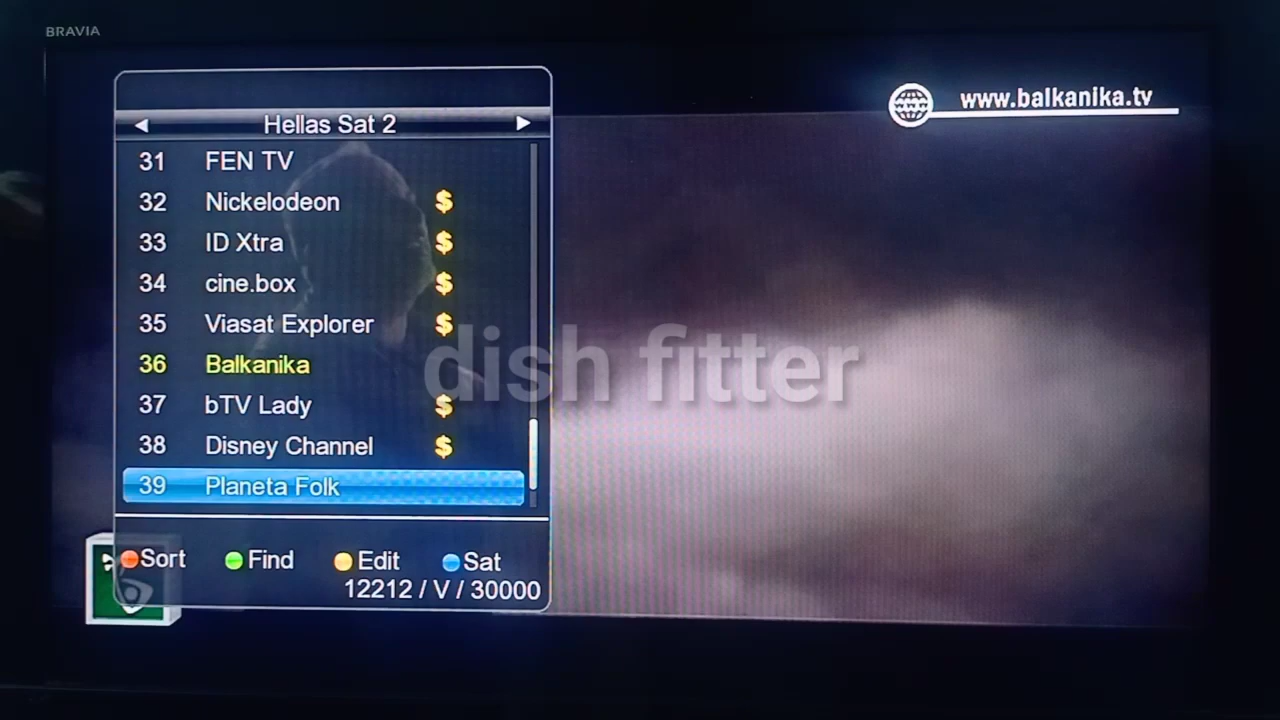 BRAVIA
www.balkanika.tv
Hellas Sat 2
31 FEN TV
32 Nickelodeon $
33 ID Xtra $
34 cine.box $
35 Viasat Explorer $
36 Balkanika
37 bTV Lady $
38 Disney Channel $
39 Planeta Folk
dish fitter
Sort Find Edit Sat
12212 / V / 30000